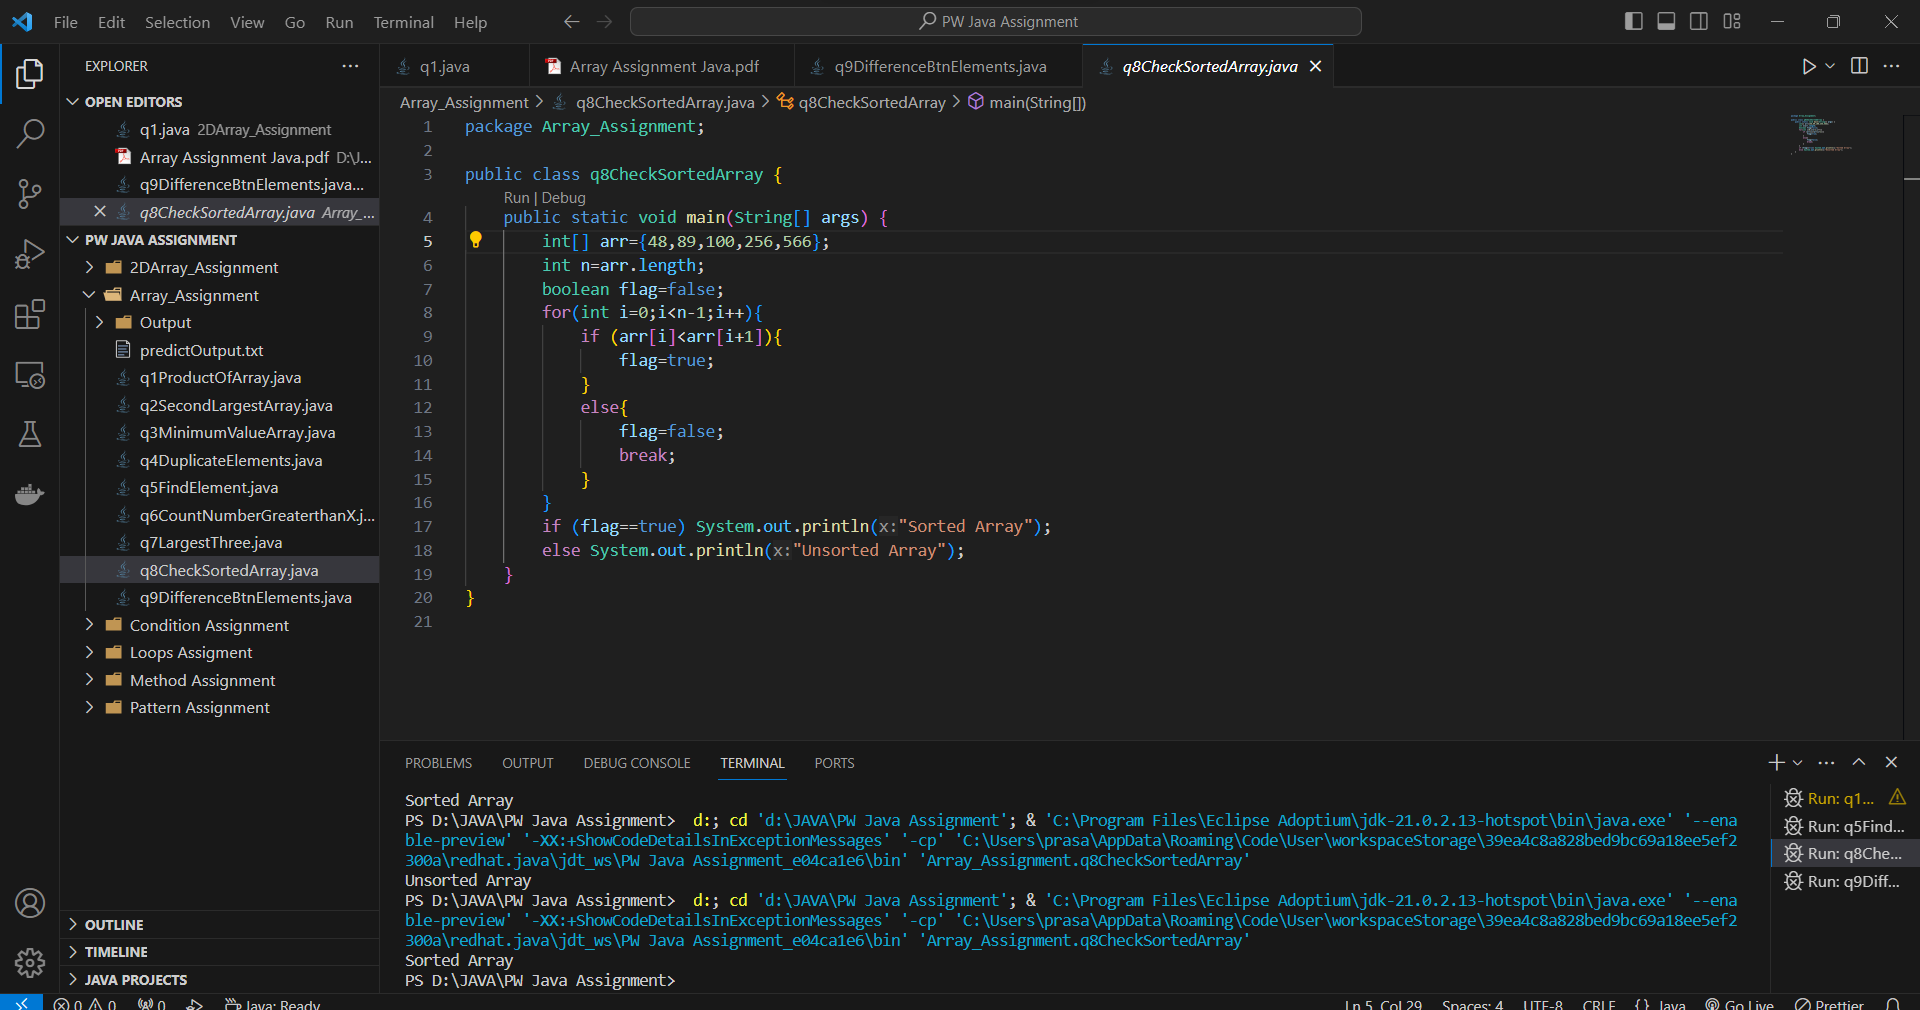 File Edit Selection View Go Run Terminal Help
PW Java Assignment
EXPLORER
OPEN EDITORS
q1.java 2DArray_Assignment
Array Assignment Java.pdf D:\J...
q9DifferenceBtnElements.java...
q8CheckSortedArray.java Array_...
PW JAVA ASSIGNMENT
2DArray_Assignment
Array_Assignment
Output
predictOutput.txt
q1ProductOfArray.java
q2SecondLargestArray.java
q3MinimumValueArray.java
q4DuplicateElements.java
q5FindElement.java
q6CountNumberGreaterthanX.j...
q7LargestThree.java
q8CheckSortedArray.java
q9DifferenceBtnElements.java
Condition Assignment
Loops Assigment
Method Assignment
Pattern Assignment
OUTLINE
TIMELINE
JAVA PROJECTS
q1.java
Array Assignment Java.pdf
q9DifferenceBtnElements.java
q8CheckSortedArray.java
Array_Assignment > q8CheckSortedArray.java > q8CheckSortedArray > main(String[])
1 package Array_Assignment;
2
3 public class q8CheckSortedArray {
Run | Debug
4 public static void main(String[] args) {
5 int[] arr={48,89,100,256,566};
6 int n=arr.length;
7 boolean flag=false;
8 for(int i=0;i<n-1;i++){
9 if (arr[i]<arr[i+1]){
10 flag=true;
11 }
12 else{
13 flag=false;
14 break;
15 }
16 }
17 if (flag==true) System.out.println(x:"Sorted Array");
18 else System.out.println(x:"Unsorted Array");
19 }
20 }
21
PROBLEMS OUTPUT DEBUG CONSOLE TERMINAL PORTS
Sorted Array
PS D:\JAVA\PW Java Assignment> d:; cd 'd:\JAVA\PW Java Assignment'; & 'C:\Program Files\Eclipse Adoptium\jdk-21.0.2.13-hotspot\bin\java.exe' '--ena
ble-preview' '-XX:+ShowCodeDetailsInExceptionMessages' '-cp' 'C:\Users\prasa\AppData\Roaming\Code\User\workspaceStorage\39ea4c8a828bed9bc69a18ee5ef2
300a\redhat.java\jdt_ws\PW Java Assignment_e04ca1e6\bin' 'Array_Assignment.q8CheckSortedArray'
Unsorted Array
PS D:\JAVA\PW Java Assignment> d:; cd 'd:\JAVA\PW Java Assignment'; & 'C:\Program Files\Eclipse Adoptium\jdk-21.0.2.13-hotspot\bin\java.exe' '--ena
ble-preview' '-XX:+ShowCodeDetailsInExceptionMessages' '-cp' 'C:\Users\prasa\AppData\Roaming\Code\User\workspaceStorage\39ea4c8a828bed9bc69a18ee5ef2
300a\redhat.java\jdt_ws\PW Java Assignment_e04ca1e6\bin' 'Array_Assignment.q8CheckSortedArray'
Sorted Array
PS D:\JAVA\PW Java Assignment>
Run: q1...
Run: q5Find...
Run: q8Che...
Run: q9Diff...
0 0 0 Java: Ready
Ln 5, Col 29 Spaces: 4 UTF-8 CRLF {} Java Go Live Prettier